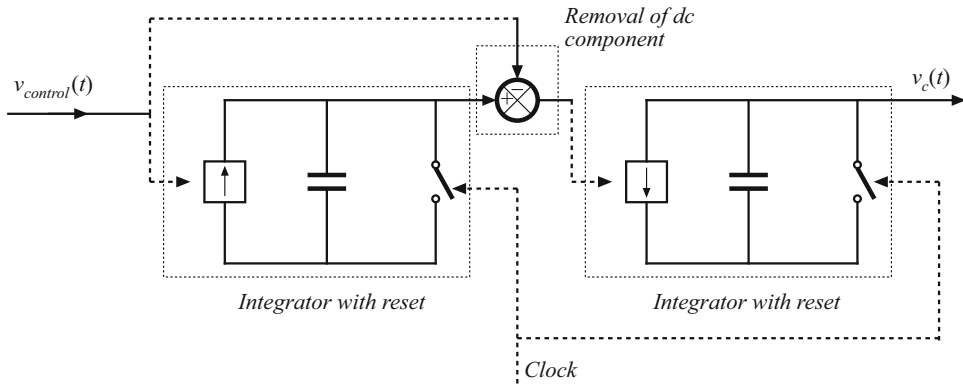 Removal of dc
component
v_control(t)
v_c(t)
+
−
Integrator with reset
Integrator with reset
Clock